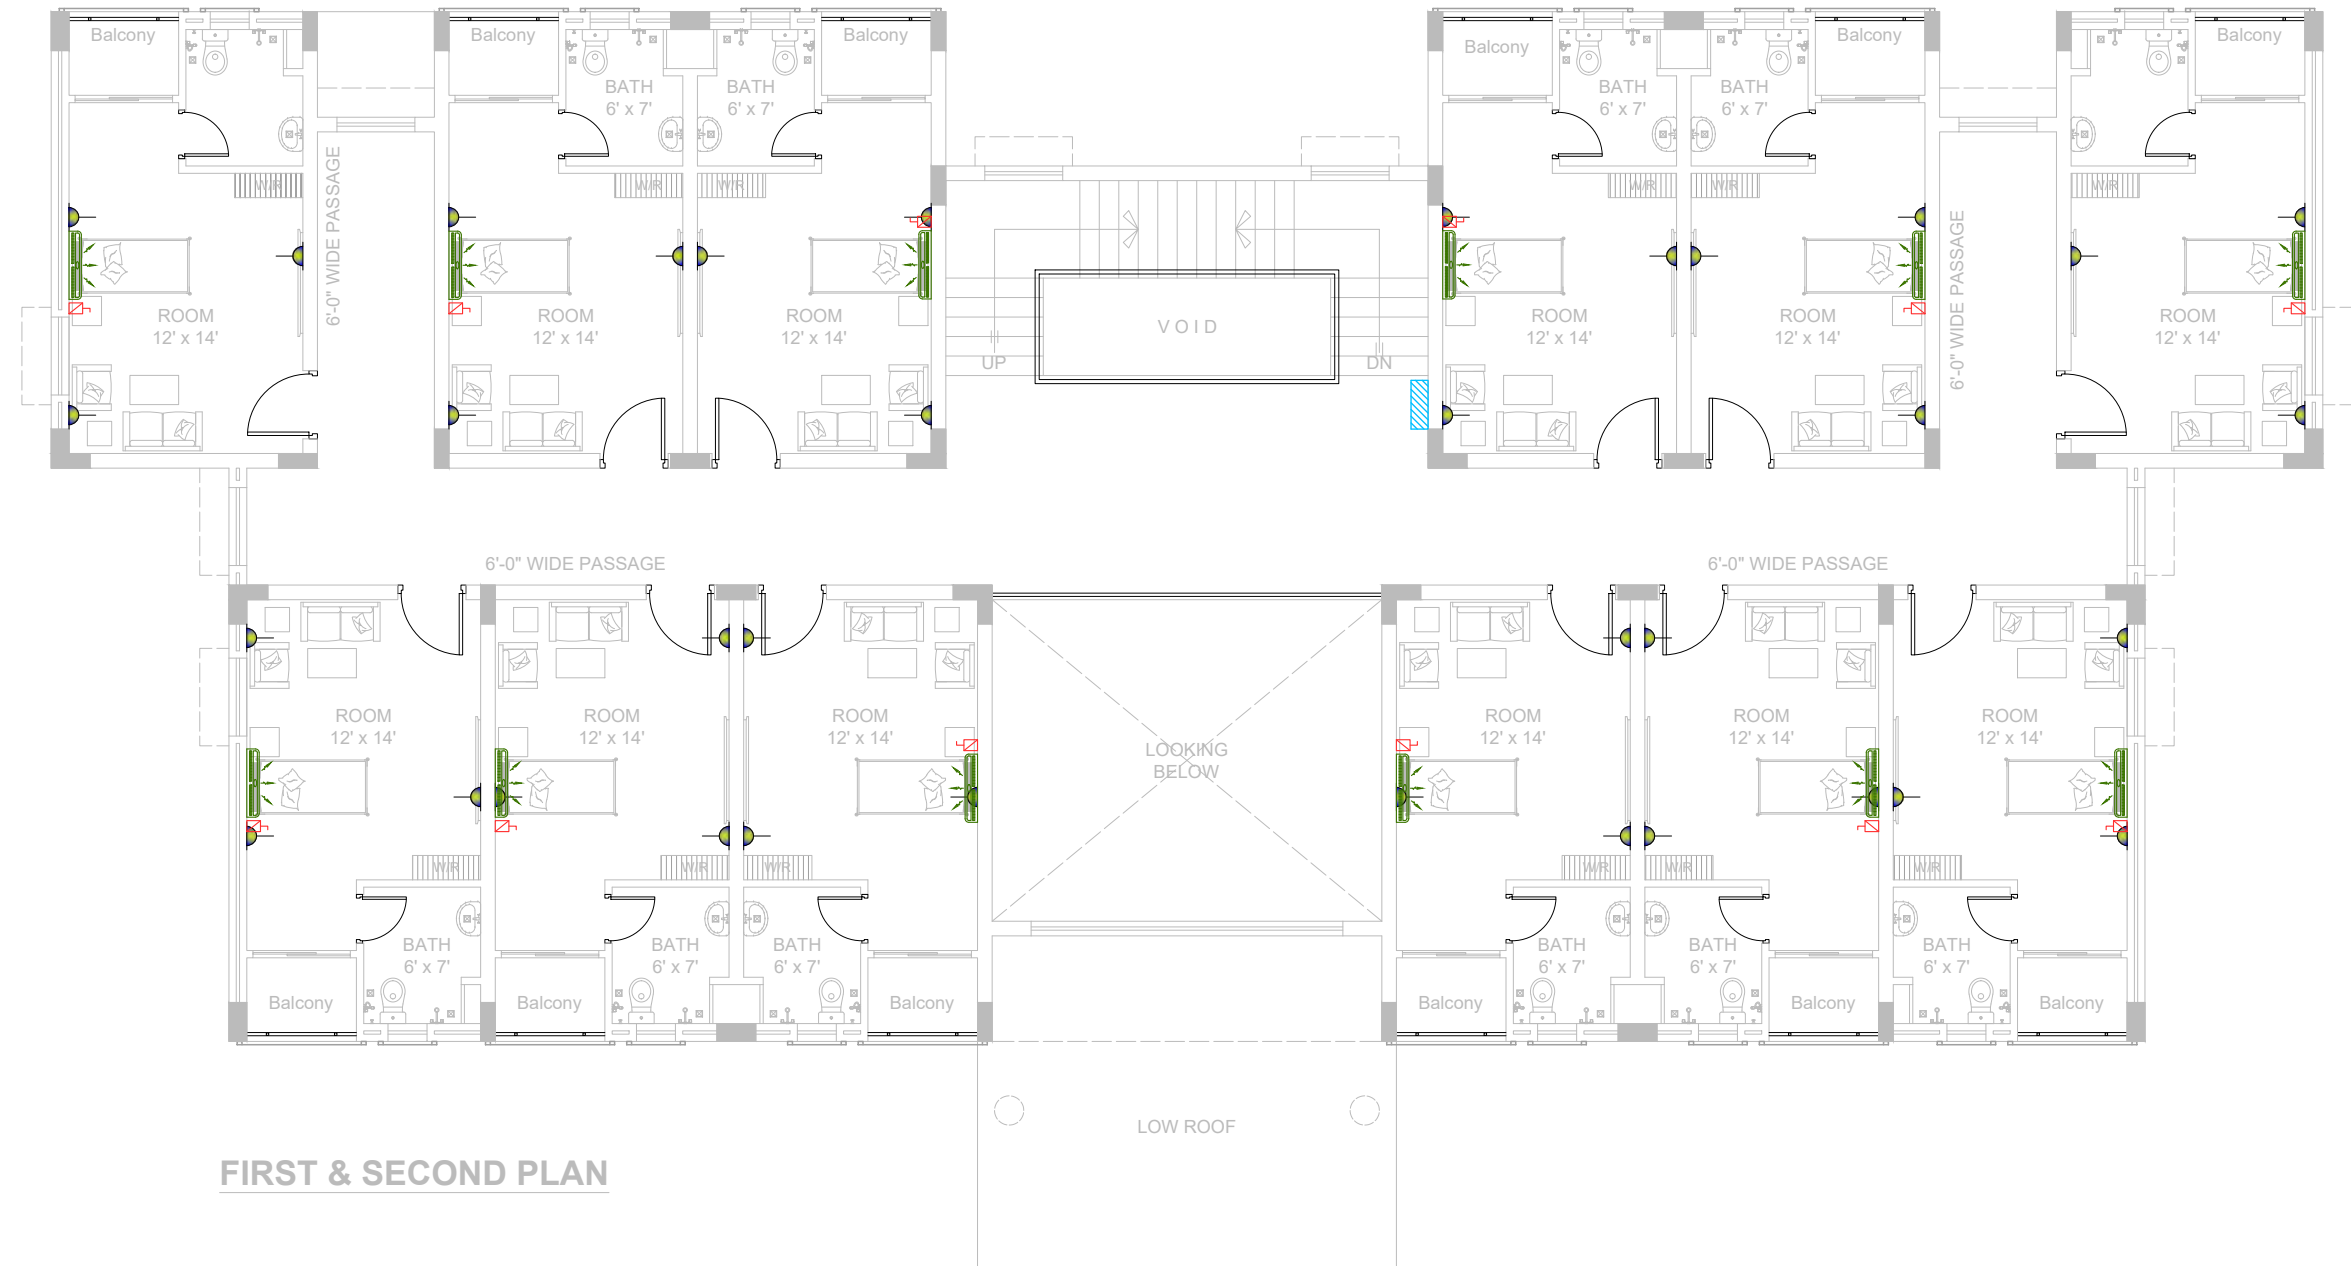 Balcony
Balcony
Balcony
Balcony
Balcony
Balcony
BATH
6' x 7'
BATH
6' x 7'
BATH
6' x 7'
BATH
6' x 7'
W/R
W/R
W/R
W/R
W/R
W/R
6'-0" WIDE PASSAGE
6'-0" WIDE PASSAGE
ROOM
12' x 14'
ROOM
12' x 14'
ROOM
12' x 14'
VOID
UP
DN
ROOM
12' x 14'
ROOM
12' x 14'
ROOM
12' x 14'
6'-0" WIDE PASSAGE
6'-0" WIDE PASSAGE
ROOM
12' x 14'
ROOM
12' x 14'
ROOM
12' x 14'
LOOKING
BELOW
ROOM
12' x 14'
ROOM
12' x 14'
ROOM
12' x 14'
W/R
W/R
W/R
W/R
W/R
W/R
BATH
6' x 7'
BATH
6' x 7'
BATH
6' x 7'
BATH
6' x 7'
BATH
6' x 7'
BATH
6' x 7'
Balcony
Balcony
Balcony
Balcony
Balcony
Balcony
LOW ROOF
FIRST & SECOND PLAN